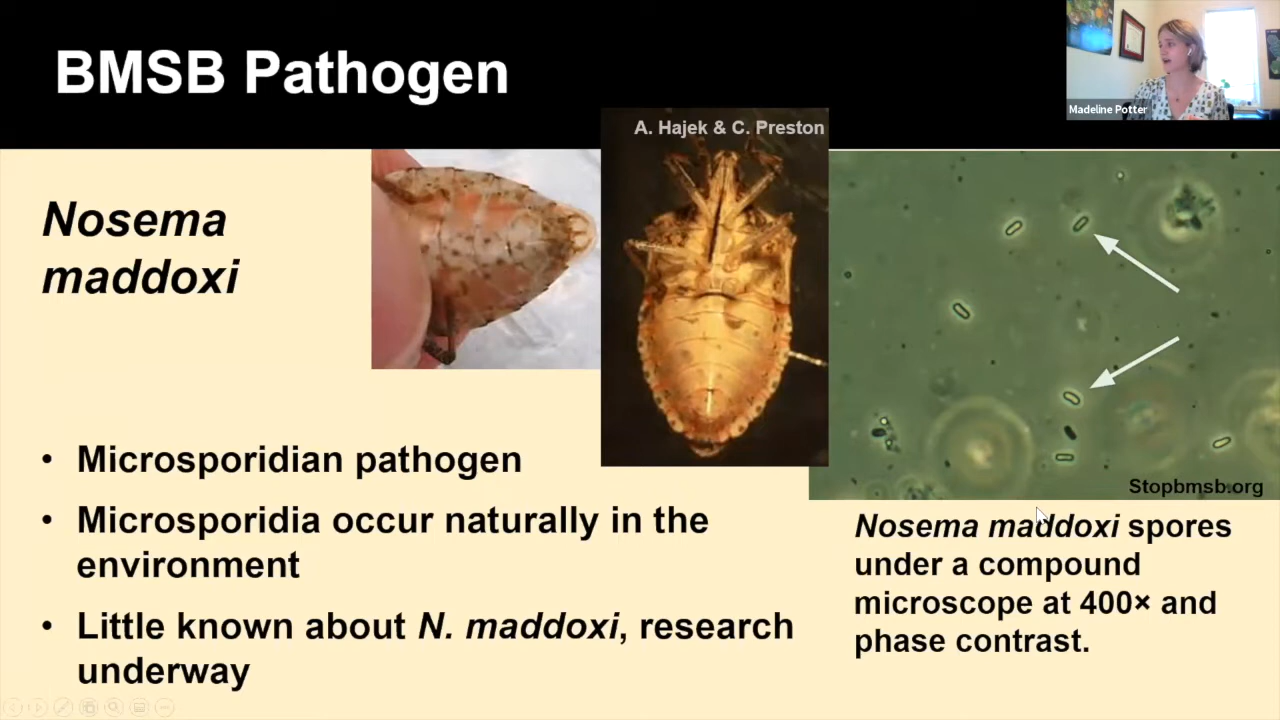 BMSB Pathogen
Madeline Potter
A. Hajek & C. Preston
Nosema
maddoxi
Stopbmsb.org
• Microsporidian pathogen
• Microsporidia occur naturally in the
environment
• Little known about N. maddoxi, research
underway
Nosema maddoxi spores
under a compound
microscope at 400× and
phase contrast.